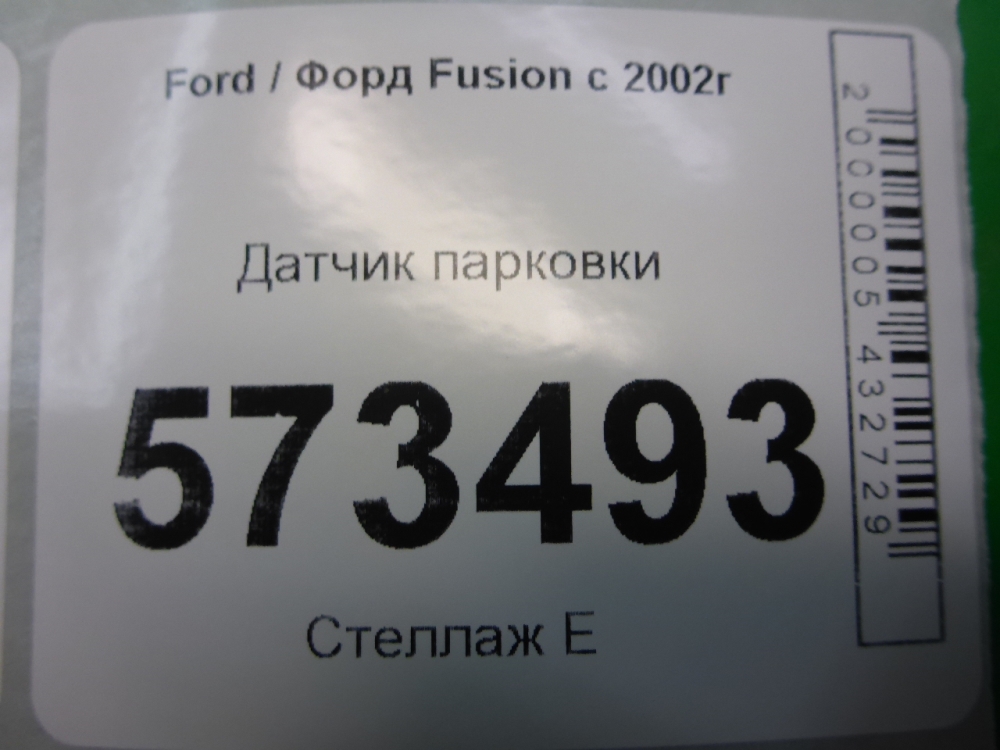 Ford / Форд Fusion с 2002г
Датчик парковки
573493
Стеллаж Е
2000005432729